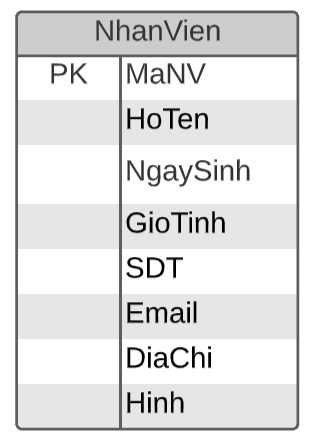 NhanVien
PK MaNV
HoTen
NgaySinh
GioTinh
SDT
Email
DiaChi
Hinh